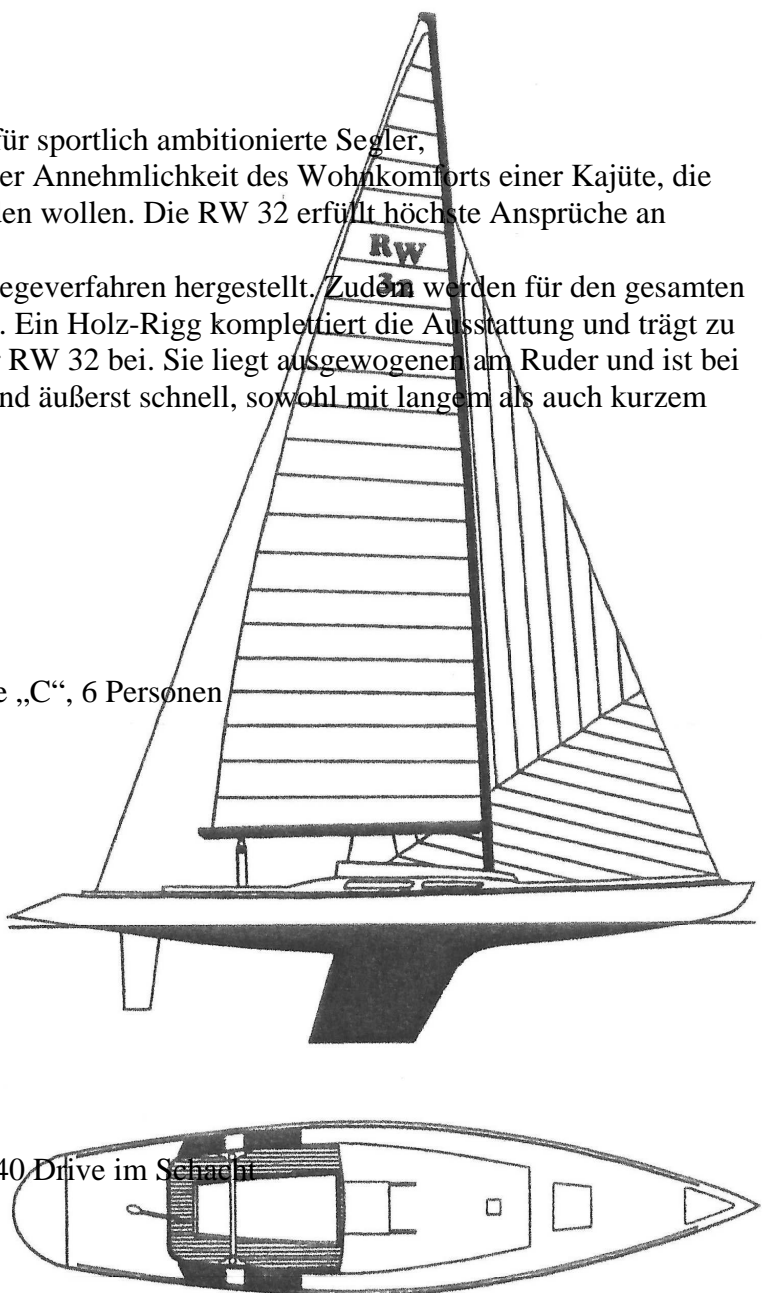 für sportlich ambitionierte Segler,
er Annehmlichkeit des Wohnkomforts einer Kajüte, die
den wollen. Die RW 32 erfüllt höchste Ansprüche an
RW
32
egeverfahren hergestellt. Zudem werden für den gesamten
. Ein Holz-Rigg komplettiert die Ausstattung und trägt zu
r RW 32 bei. Sie liegt ausgewogenen am Ruder und ist bei
nd äußerst schnell, sowohl mit langem als auch kurzem
e „C“, 6 Personen
40 Drive im Schacht